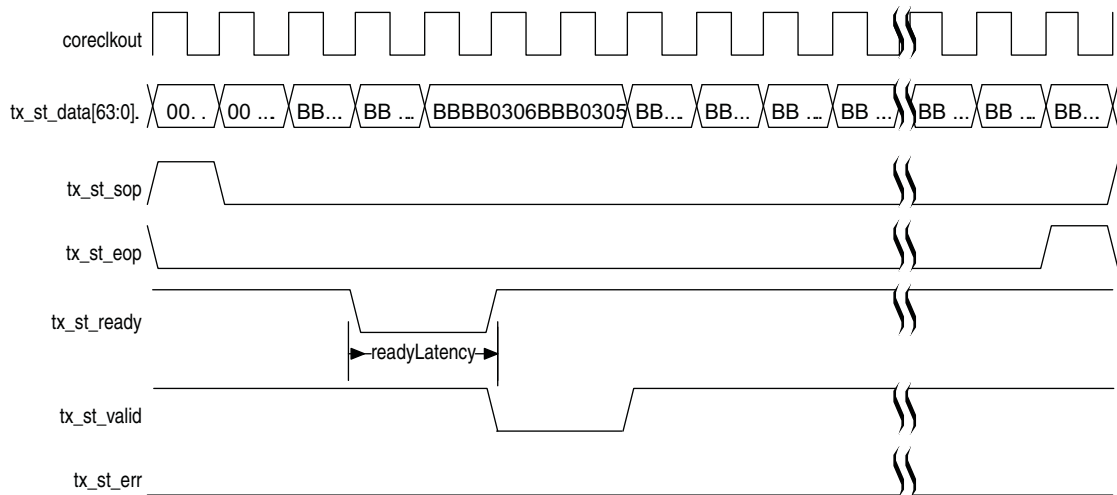 coreclkout
tx_st_data[63:0]. 00. . 00 ... BB... BB ... BBBB0306BBB0305 BB... BB... BB ... BB ... BB ... BB ... BB...
tx_st_sop
tx_st_eop
tx_st_ready
readyLatency
tx_st_valid
tx_st_err